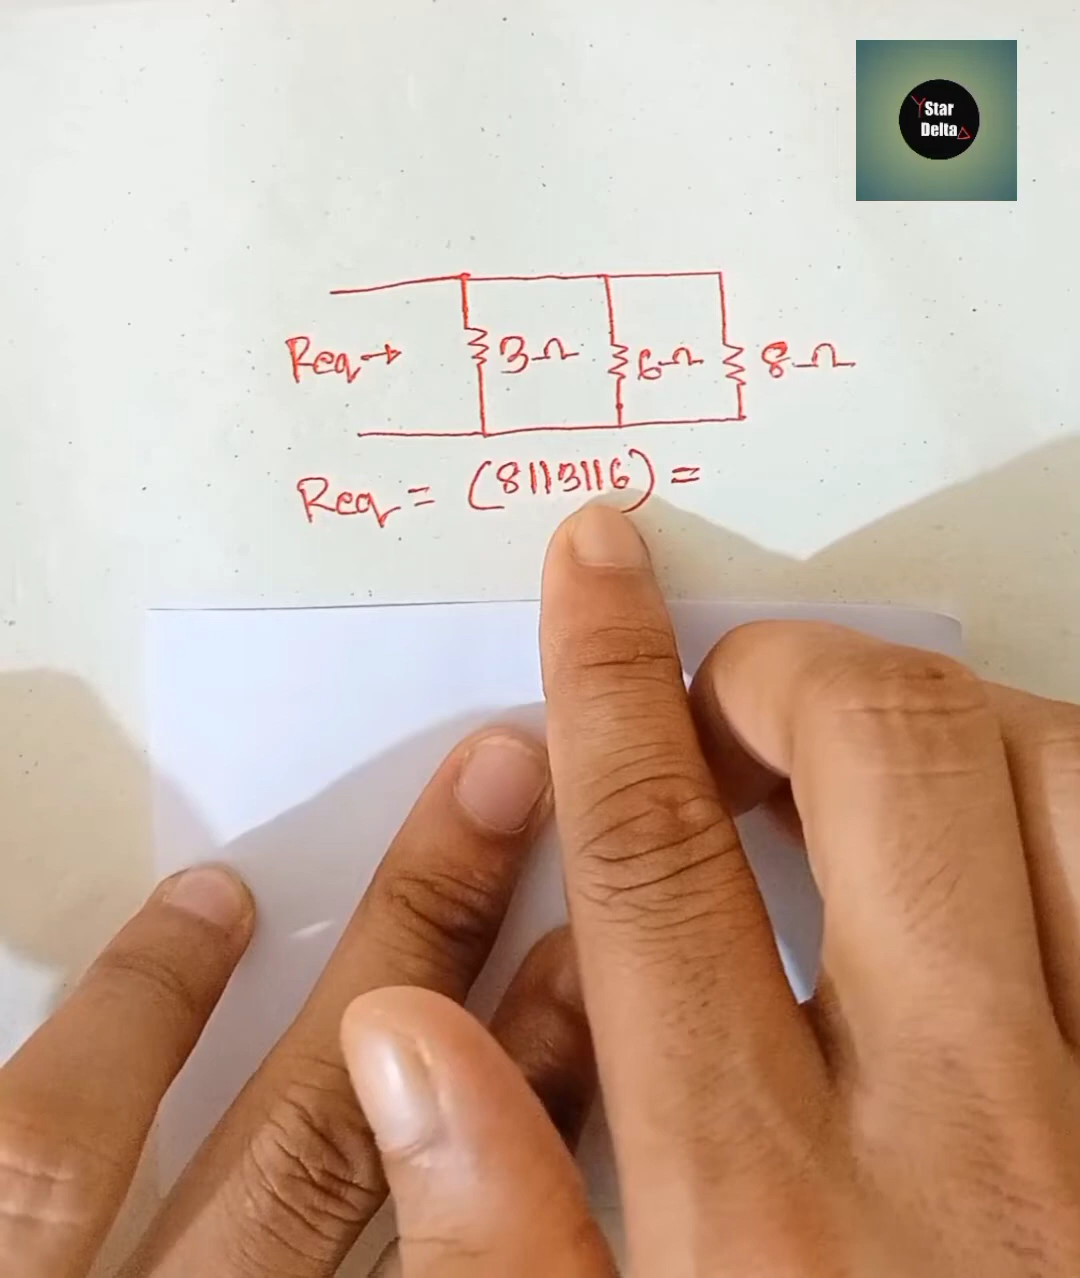 Star
Delta
Req→ 3Ω 6Ω 8Ω
Req = (8||3||6) =